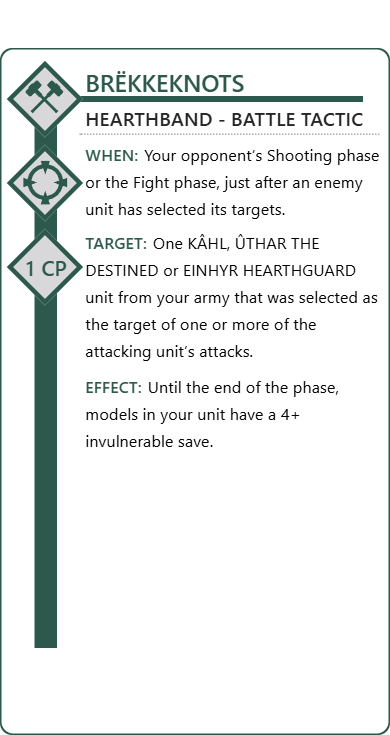 BRËKKEKNOTS
HEARTHBAND - BATTLE TACTIC
WHEN: Your opponent's Shooting phase
or the Fight phase, just after an enemy
unit has selected its targets.
1 CP
TARGET: One KÂHL, ÛTHAR THE
DESTINED or EINHYR HEARTHGUARD
unit from your army that was selected as
the target of one or more of the
attacking unit's attacks.
EFFECT: Until the end of the phase,
models in your unit have a 4+
invulnerable save.